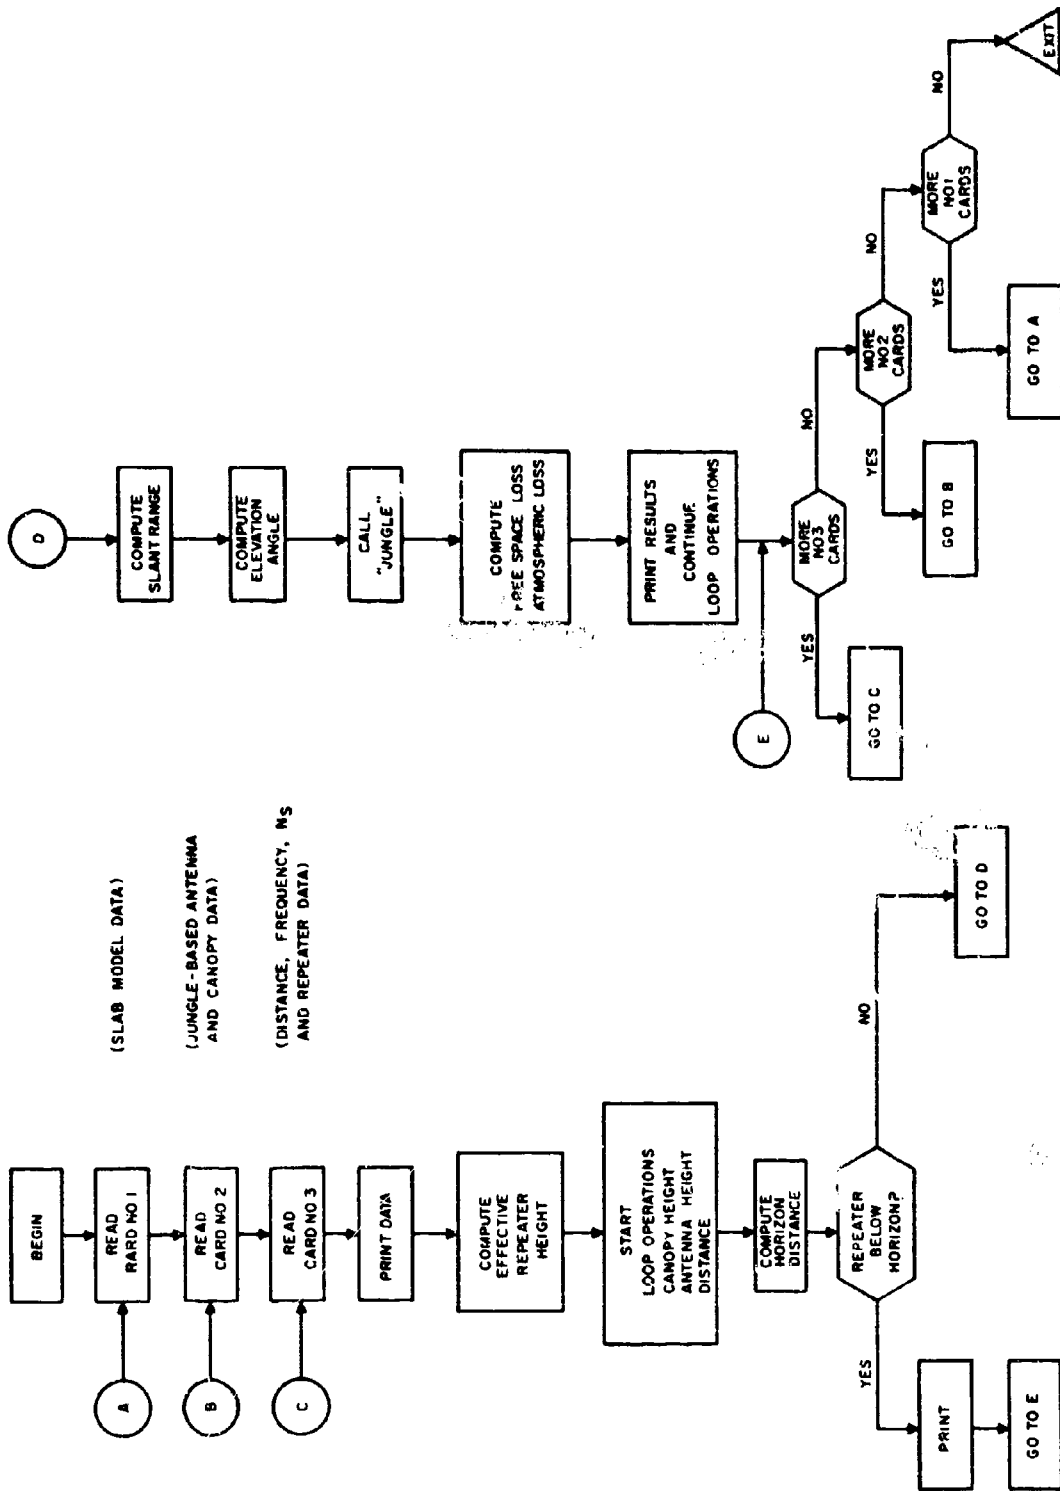 BEGIN
A
READ
RARD NO 1
(SLAB MODEL DATA)
B
READ
CARD NO 2
(JUNGLE-BASED ANTENNA
AND CANOPY DATA)
C
READ
CARD NO 3
(DISTANCE, FREQUENCY, NS
AND REPEATER DATA)
PRINT DATA
COMPUTE
EFFECTIVE
REPEATER
HEIGHT
START
LOOP OPERATIONS
CANOPY HEIGHT
ANTENNA HEIGHT
DISTANCE
COMPUTE
HORIZON
DISTANCE
REPEATER
BELOW
HORIZON?
YES
NO
PRINT
GO TO E
GO TO D
D
COMPUTE
SLANT RANGE
COMPUTE
ELEVATION
ANGLE
CALL
"JUNGLE"
COMPUTE
FREE SPACE LOSS
ATMOSPHERIC LOSS
PRINT RESULTS
AND
CONTINUE
LOOP OPERATIONS
E
MORE
NO3
CARDS
YES
NO
GO TO C
MORE
NO2
CARDS
YES
NO
GO TO B
MORE
NO1
CARDS
YES
NO
GO TO A
EXIT